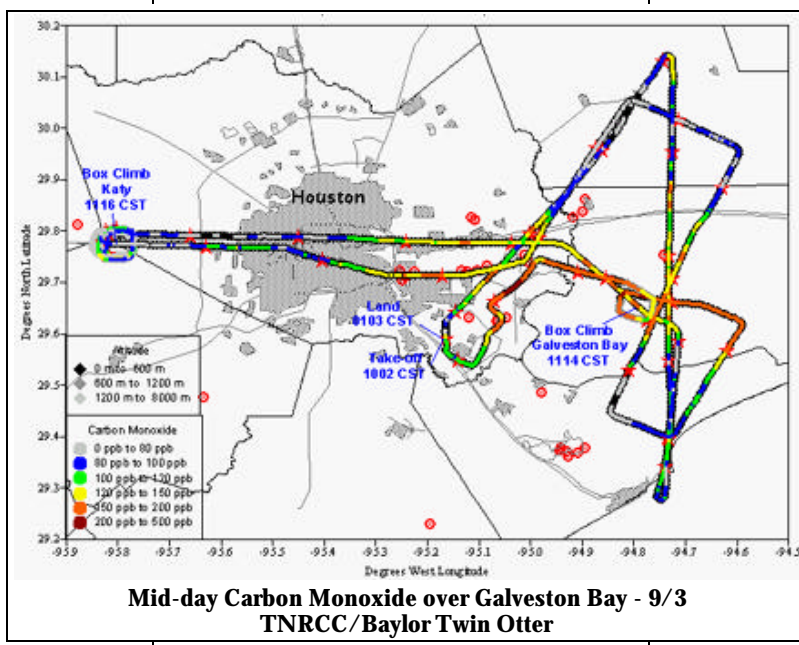 30.2
30.1
30.0
29.9
29.8
29.7
29.6
29.5
29.4
29.3
29.2
Degrees North Latitude
Box Climb
Katy
1116 CST
Houston
Land
0103 CST
Take-off
1002 CST
Box Climb
Galveston Bay
1114 CST
Altitude
0 m to 600 m
600 m to 1200 m
1200 m to 8000 m
Carbon Monoxide
0 ppb to 80 ppb
80 ppb to 100 ppb
100 ppb to 120 ppb
120 ppb to 150 ppb
150 ppb to 200 ppb
200 ppb to 500 ppb
-95.9 -95.8 -95.7 -95.6 -95.5 -95.4 -95.3 -95.2 -95.1 -95.0 -94.9 -94.8 -94.7 -94.6 -94.5
Degrees West Longitude
Mid-day Carbon Monoxide over Galveston Bay - 9/3
TNRCC/Baylor Twin Otter